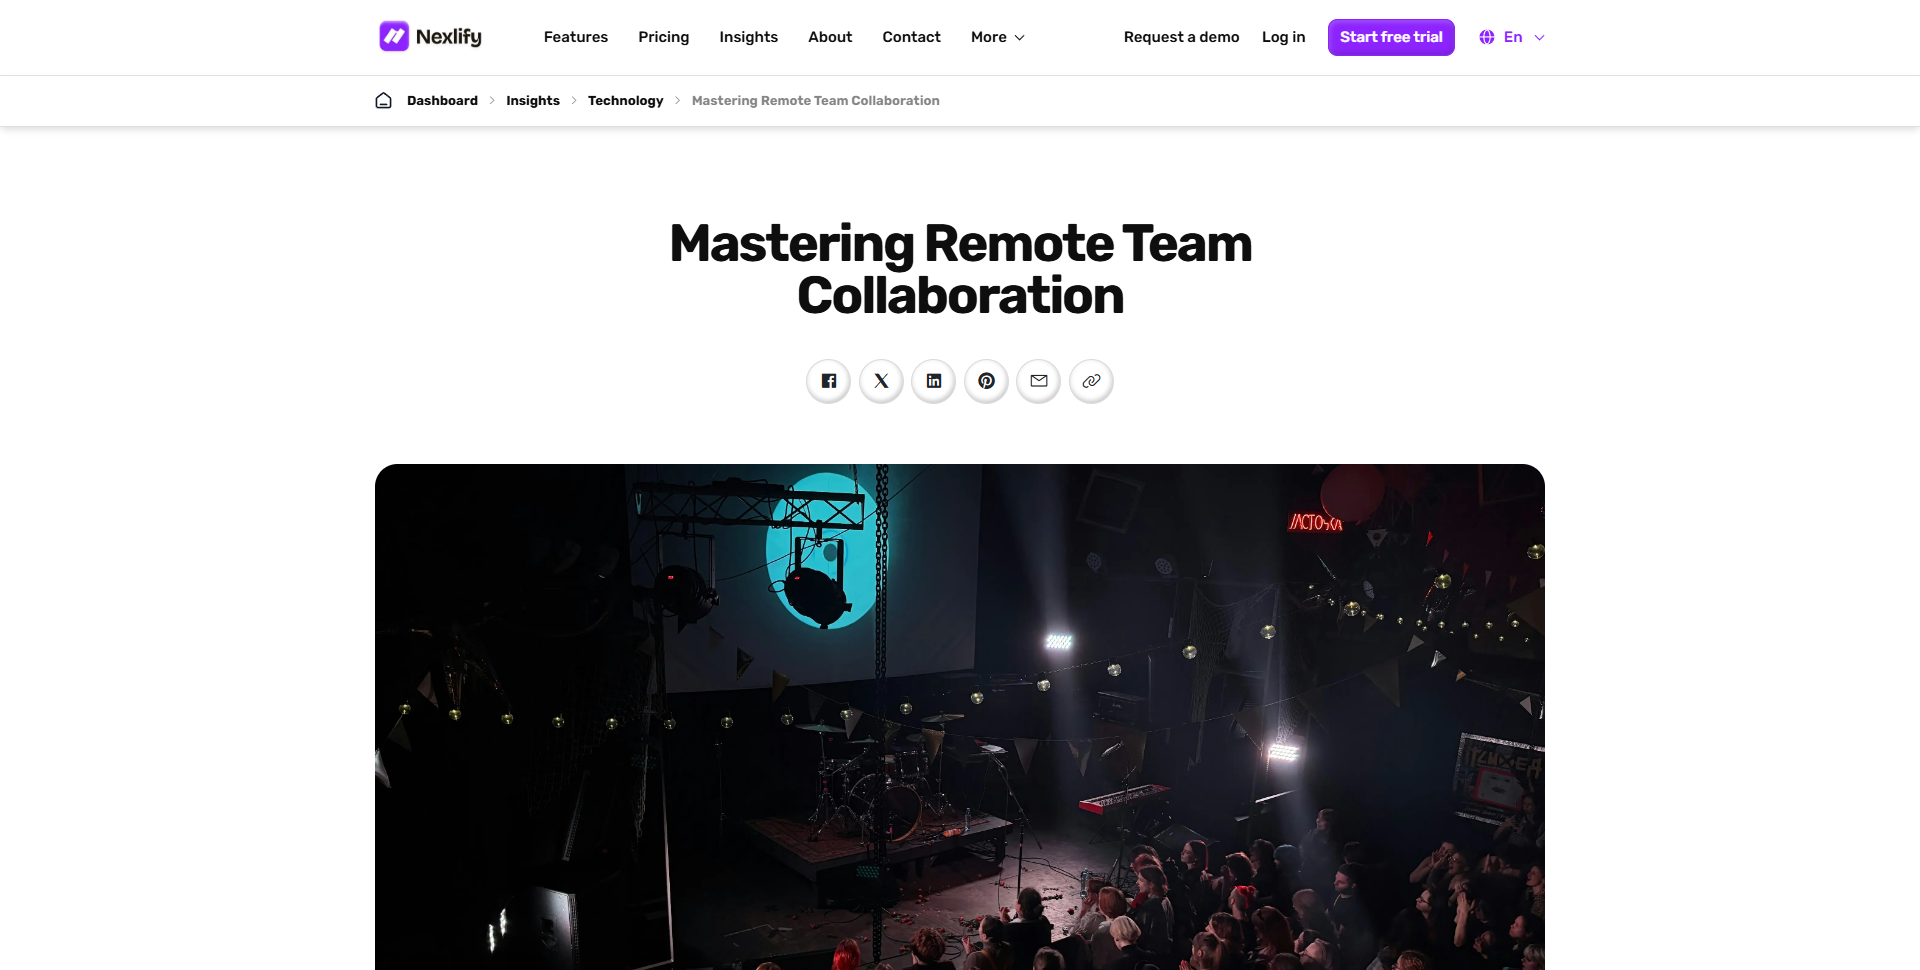 Nexlify
Features
Pricing
Insights
About
Contact
More
Request a demo
Log in
Start free trial
En
Dashboard
Insights
Technology
Mastering Remote Team Collaboration
Mastering Remote Team
Collaboration